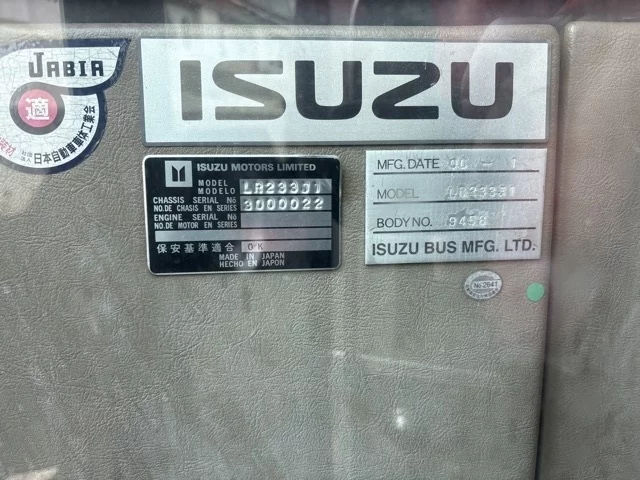 JABIA
適
日本自動車車体工業会
ISUZU
ISUZU MOTORS LIMITED
MODEL
MODELO
LR233J1
CHASSIS SERIAL No
NO. DE CHASIS EN SERIES
3000022
ENGINE SERIAL No
NO. DE MOTOR EN SERIES
保安基準適合 OK
MADE IN JAPAN
HECHO EN JAPON
MFG. DATE
MODEL LR233J1
BODY NO. 9458
ISUZU BUS MFG. LTD.
No.2641